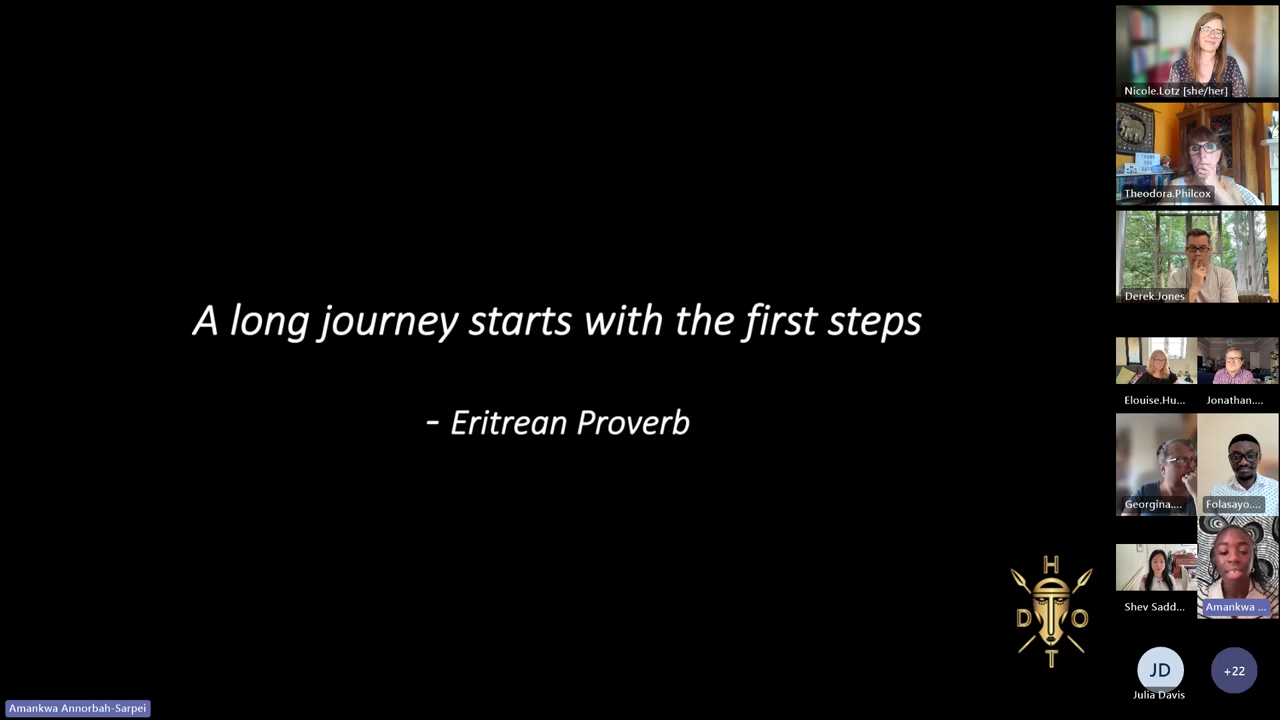 A long journey starts with the first steps
- Eritrean Proverb
H
D O
T
Amankwa Annorbah-Sarpei
Nicole.Lotz [she/her]
Theodora.Philcox
Derek.Jones
Elouise.Hu... Jonathan....
Georgina.... Folasayo....
Shev Sadd... Amankwa ...
JD +22
Julia Davis